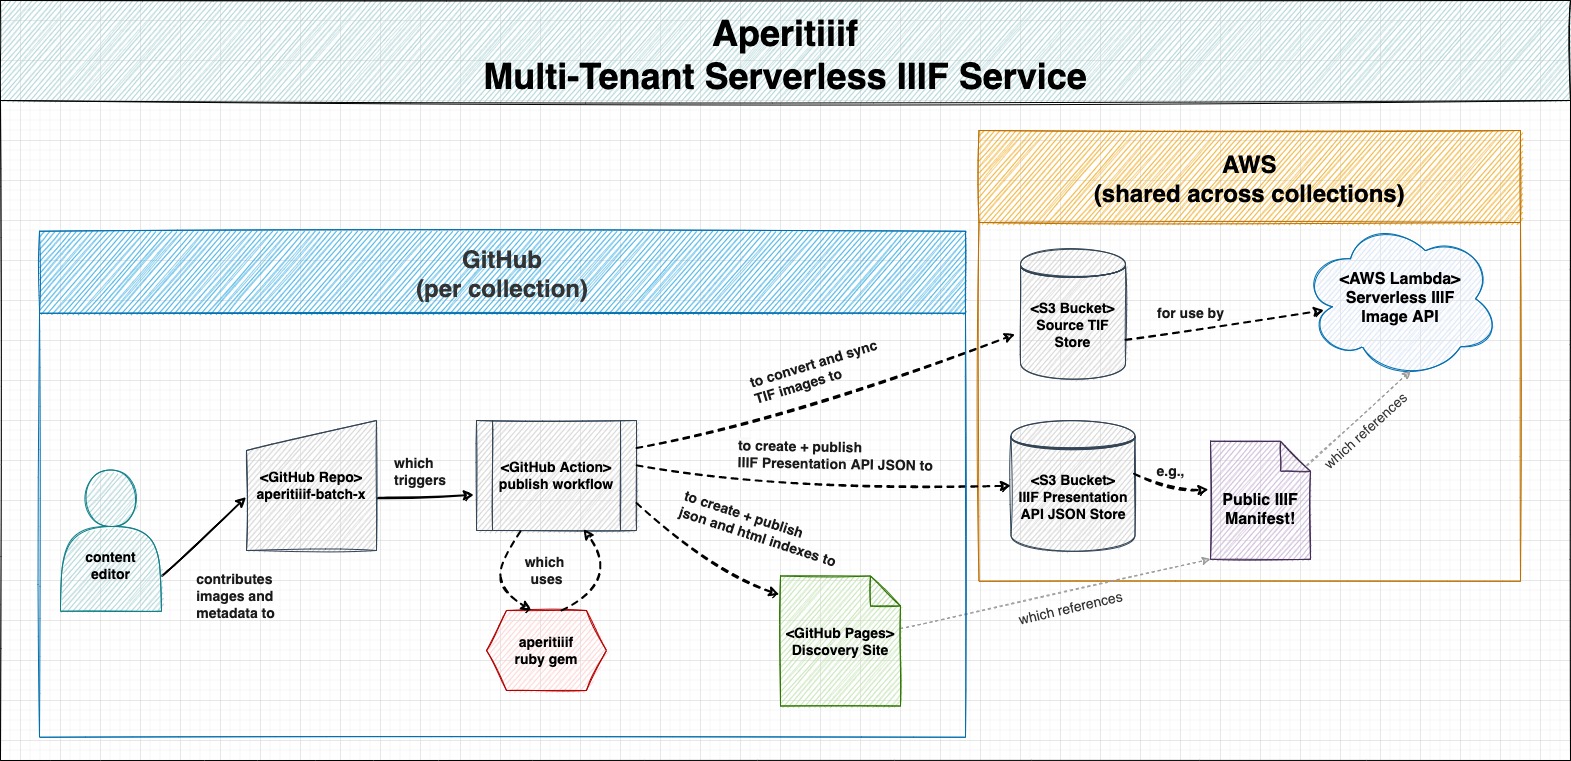 Aperitiiif
Multi-Tenant Serverless IIIF Service
AWS
(shared across collections)
GitHub
(per collection)
<S3 Bucket>
Source TIF
Store
for use by
<AWS Lambda>
Serverless IIIF
Image API
to convert and sync
TIF images to
content
editor
contributes
images and
metadata to
<GitHub Repo>
aperitiiif-batch-x
which
triggers
<GitHub Action>
publish workflow
to create + publish
IIIF Presentation API JSON to
<S3 Bucket>
IIIF Presentation
API JSON Store
e.g.,
Public IIIF
Manifest!
which references
to create + publish
json and html indexes to
which
uses
aperitiiif
ruby gem
<GitHub Pages>
Discovery Site
which references